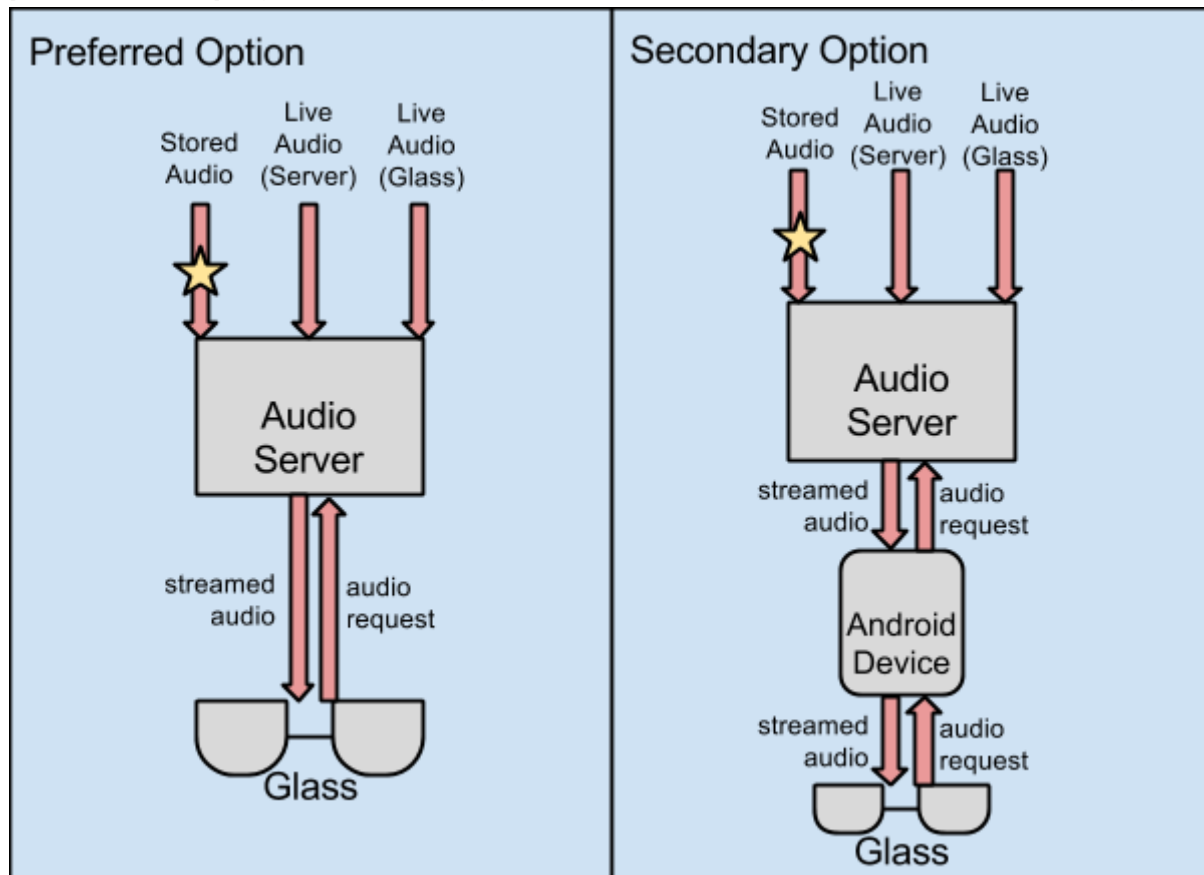 Preferred Option
Stored
Audio
Live
Audio
(Server)
Live
Audio
(Glass)
Audio
Server
streamed
audio
audio
request
Glass
Secondary Option
Stored
Audio
Live
Audio
(Server)
Live
Audio
(Glass)
Audio
Server
streamed
audio
audio
request
Android
Device
streamed
audio
audio
request
Glass